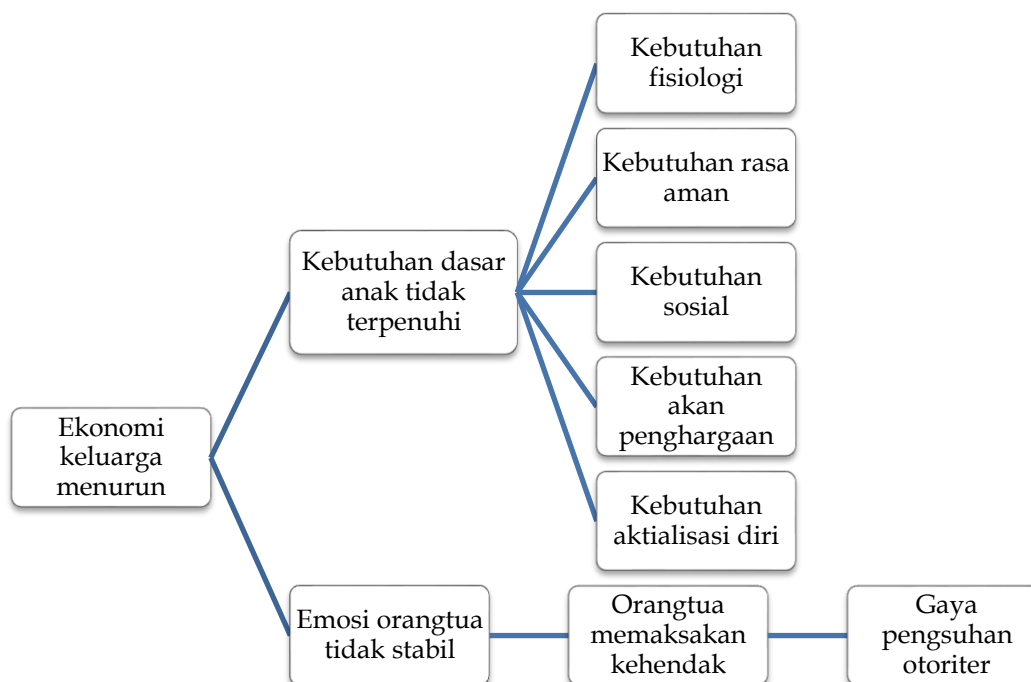 Ekonomi
keluarga
menurun
Kebutuhan dasar
anak tidak
terpenuhi
Kebutuhan
fisiologi
Kebutuhan rasa
aman
Kebutuhan
sosial
Kebutuhan
akan
penghargaan
Kebutuhan
aktialisasi diri
Emosi orangtua
tidak stabil
Orangtua
memaksakan
kehendak
Gaya
pengsuhan
otoriter